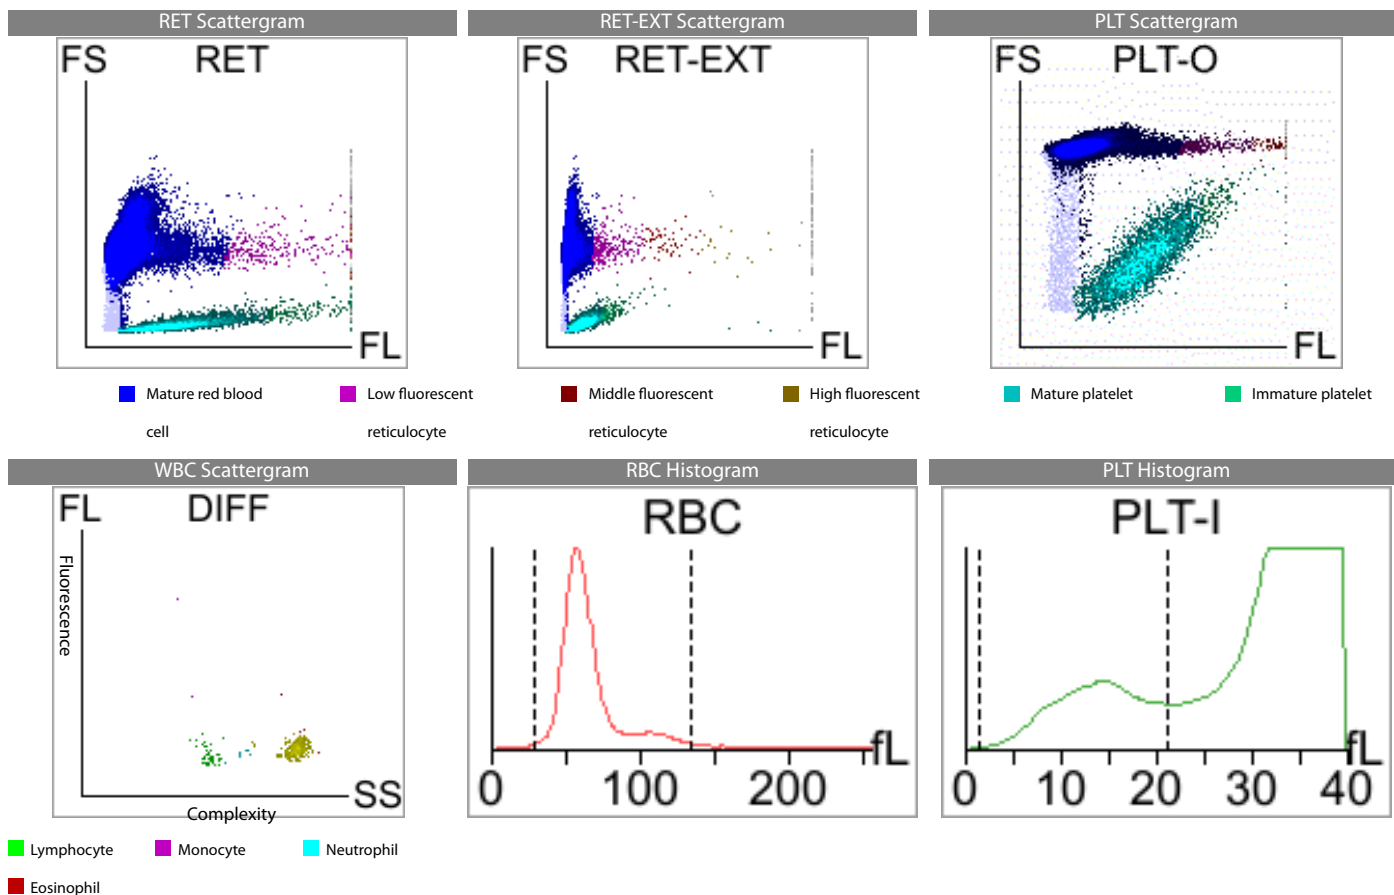 RET Scattergram
RET-EXT Scattergram
PLT Scattergram
FS RET
FL
FS RET-EXT
FL
FS PLT-O
FL
Mature red blood cell
Low fluorescent reticulocyte
Middle fluorescent reticulocyte
High fluorescent reticulocyte
Mature platelet
Immature platelet
WBC Scattergram
RBC Histogram
PLT Histogram
FL DIFF
Fluorescence
SS
Complexity
RBC
fL
0 100 200
PLT-I
fL
0 10 20 30 40
Lymphocyte
Monocyte
Neutrophil
Eosinophil